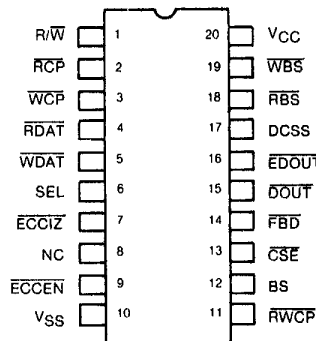 R/W̅ 1 20 VCC
R̅C̅P̅ 2 19 W̅B̅S̅
W̅C̅P̅ 3 18 R̅B̅S̅
R̅D̅A̅T̅ 4 17 DCSS
W̅D̅A̅T̅ 5 16 E̅D̅O̅U̅T̅
SEL 6 15 D̅O̅U̅T̅
E̅C̅C̅I̅Z̅ 7 14 F̅B̅D̅
NC 8 13 C̅S̅E̅
E̅C̅C̅E̅N̅ 9 12 BS
VSS 10 11 R̅W̅C̅P̅